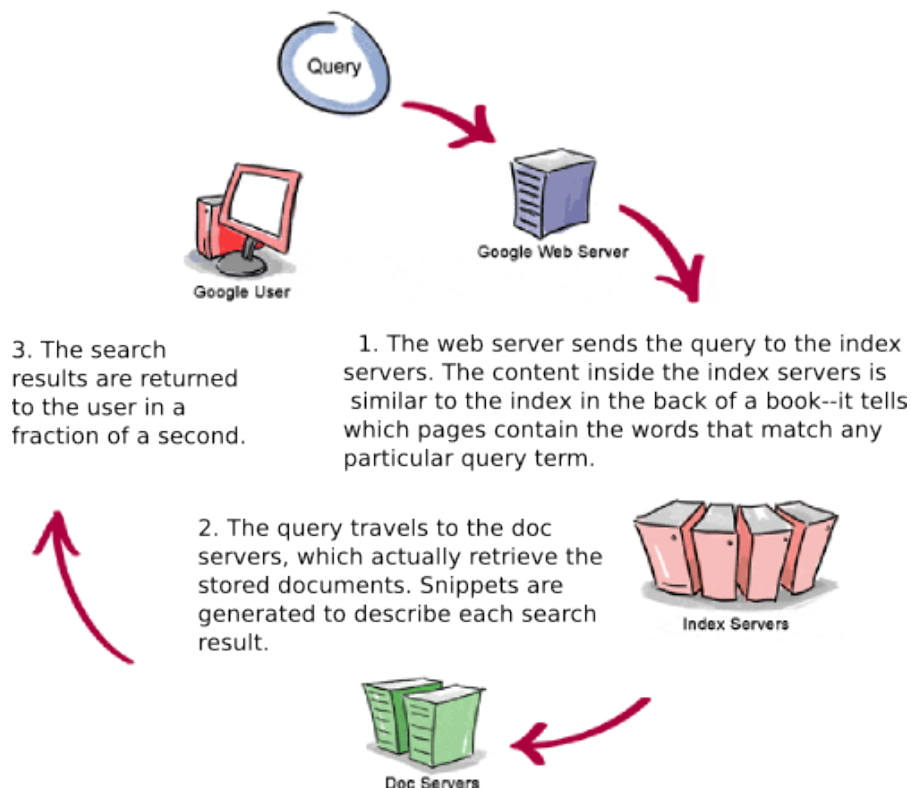 Query
Google Web Server
Google User
1. The web server sends the query to the index
servers. The content inside the index servers is
similar to the index in the back of a book--it tells
which pages contain the words that match any
particular query term.
Index Servers
2. The query travels to the doc
servers, which actually retrieve the
stored documents. Snippets are
generated to describe each search
result.
Doc Servers
3. The search
results are returned
to the user in a
fraction of a second.